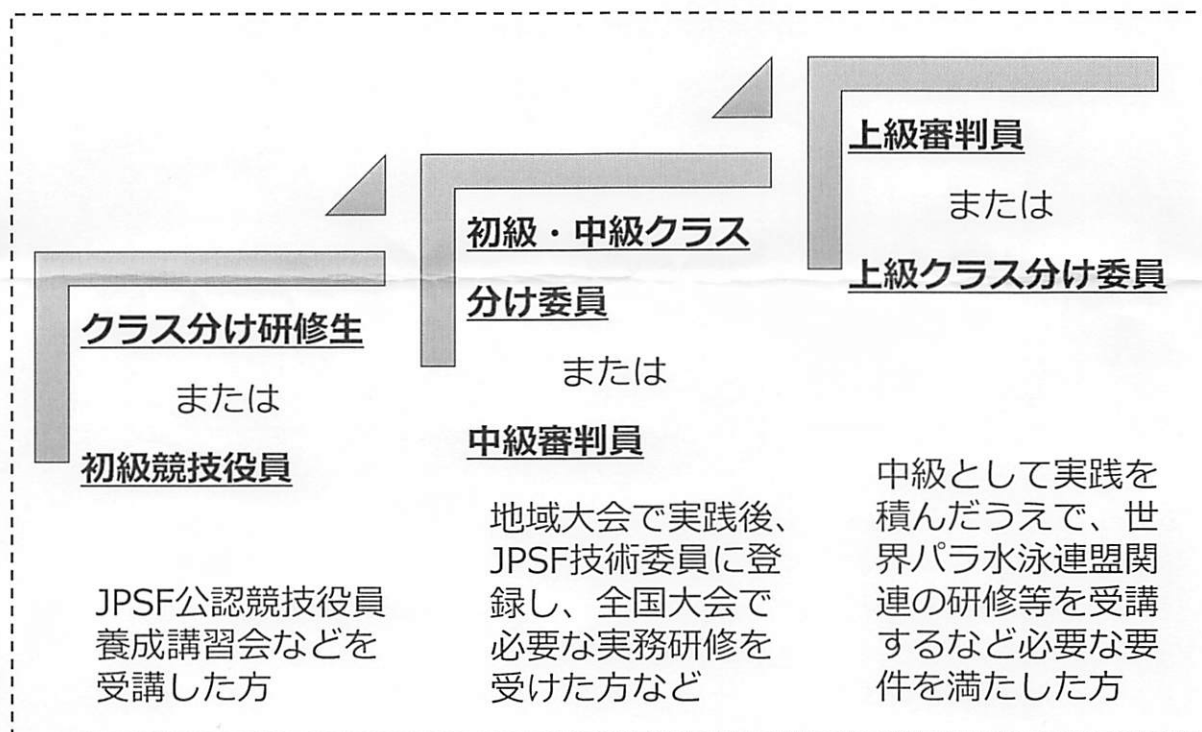 クラス分け研修生
または
初級競技役員
JPSF公認競技役員
養成講習会などを
受講した方
初級・中級クラス
分け委員
または
中級審判員
地域大会で実践後、
JPSF技術委員に登
録し、全国大会で
必要な実務研修を
受けた方など
上級審判員
または
上級クラス分け委員
中級として実践を
積んだうえで、世
界パラ水泳連盟関
連の研修等を受講
するなど必要な要
件を満たした方